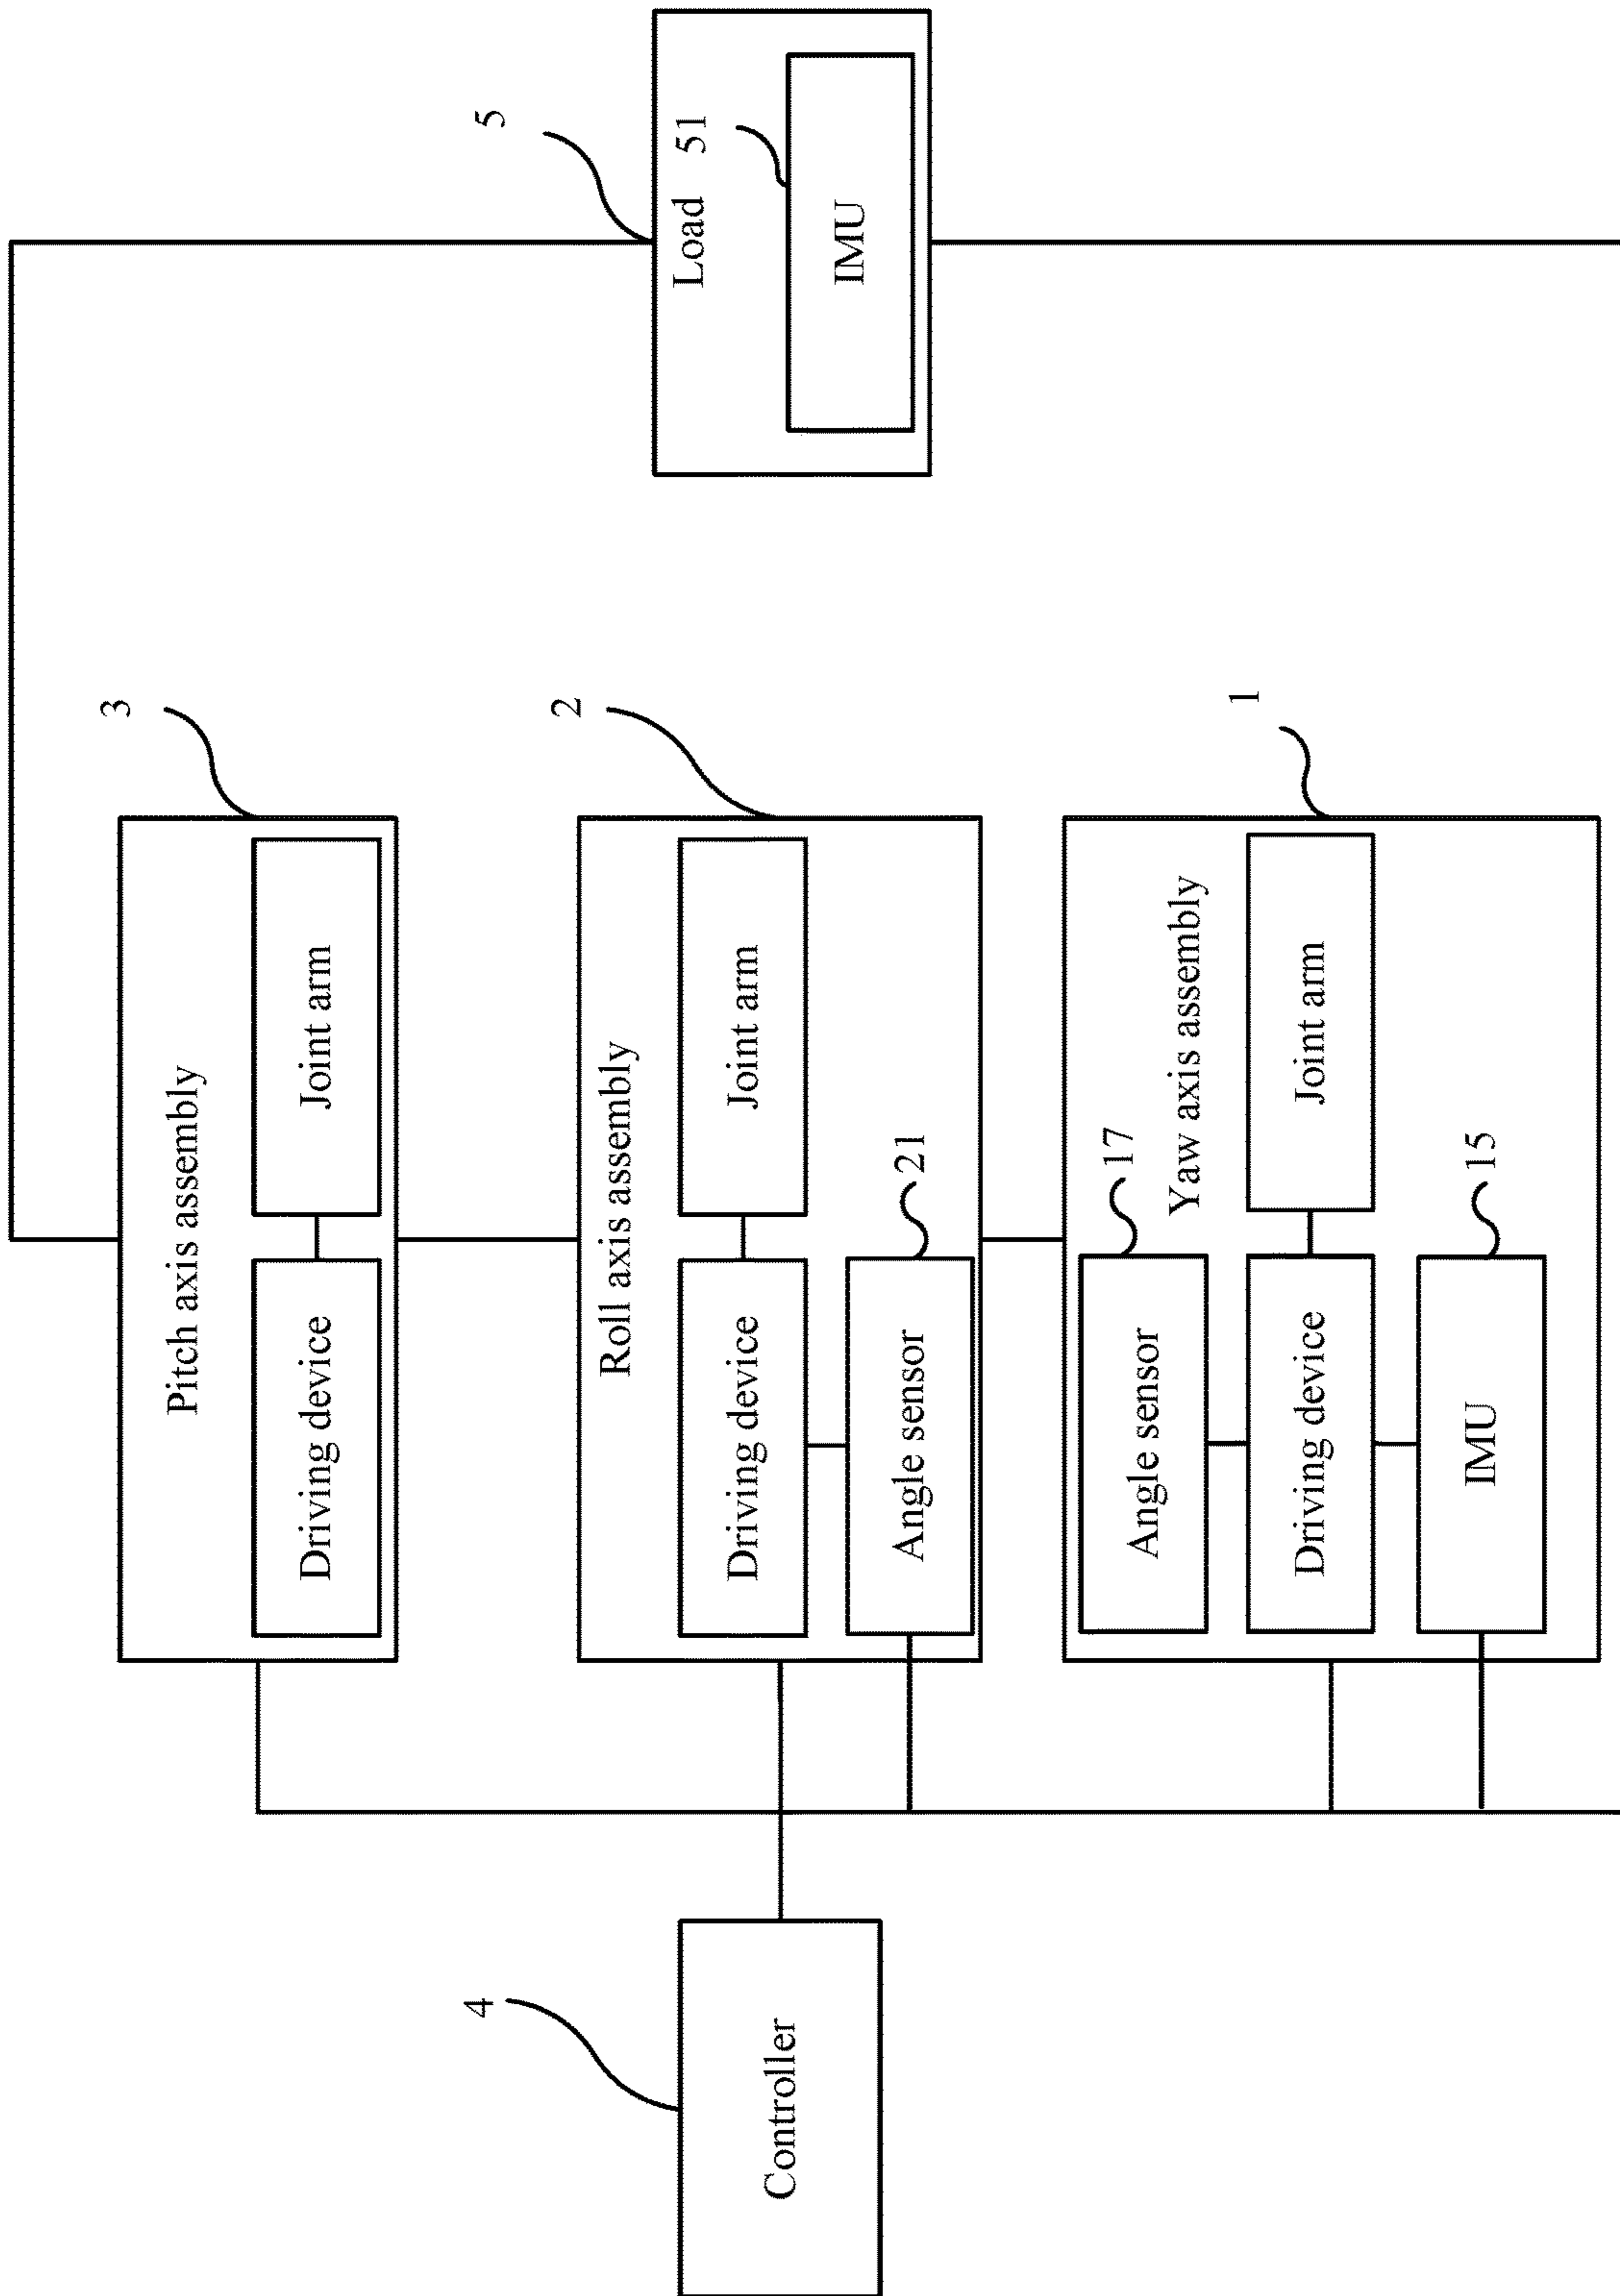 4
Controller
3
Pitch axis assembly
Driving device
Joint arm
2
Roll axis assembly
Driving device
Joint arm
21
Angle sensor
1
17
Yaw axis assembly
Angle sensor
Driving device
Joint arm
15
IMU
5
Load
51
IMU